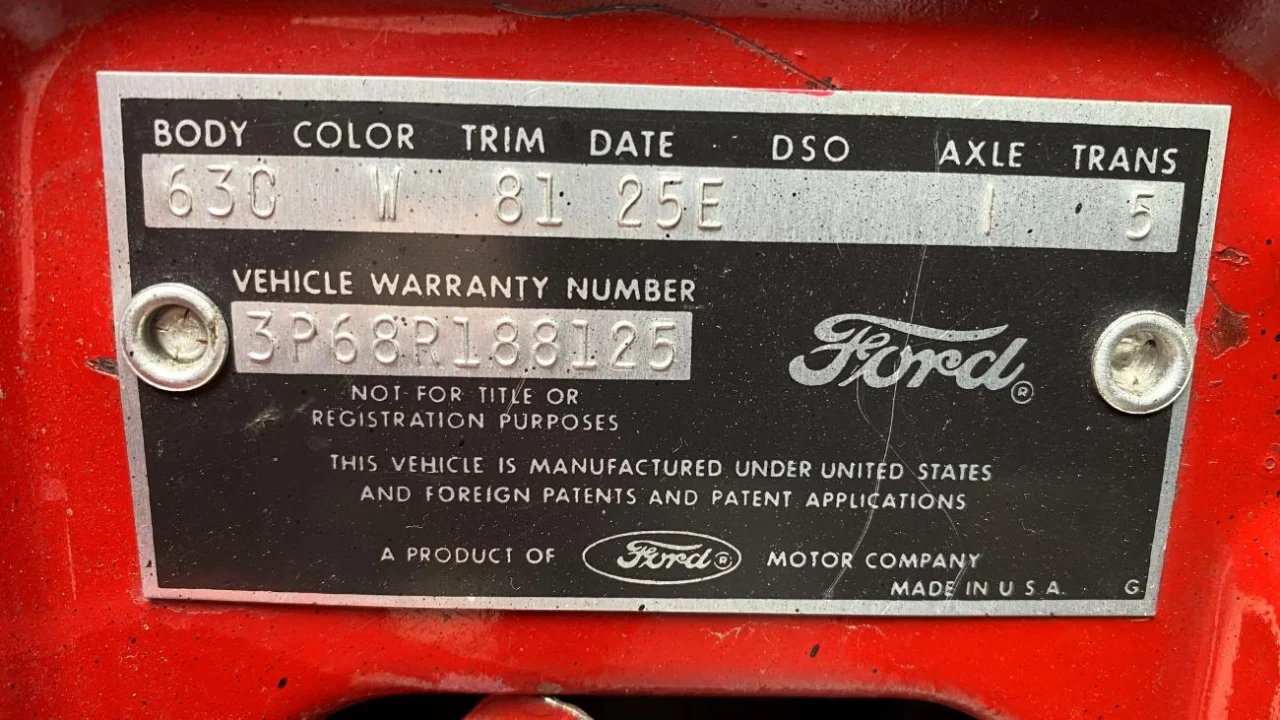 BODY COLOR TRIM DATE DSO AXLE TRANS
63C W 81 25E 1 5
VEHICLE WARRANTY NUMBER
3P68R188125
Ford®
NOT FOR TITLE OR
REGISTRATION PURPOSES
THIS VEHICLE IS MANUFACTURED UNDER UNITED STATES
AND FOREIGN PATENTS AND PATENT APPLICATIONS
A PRODUCT OF Ford® MOTOR COMPANY
MADE IN U.S.A. G